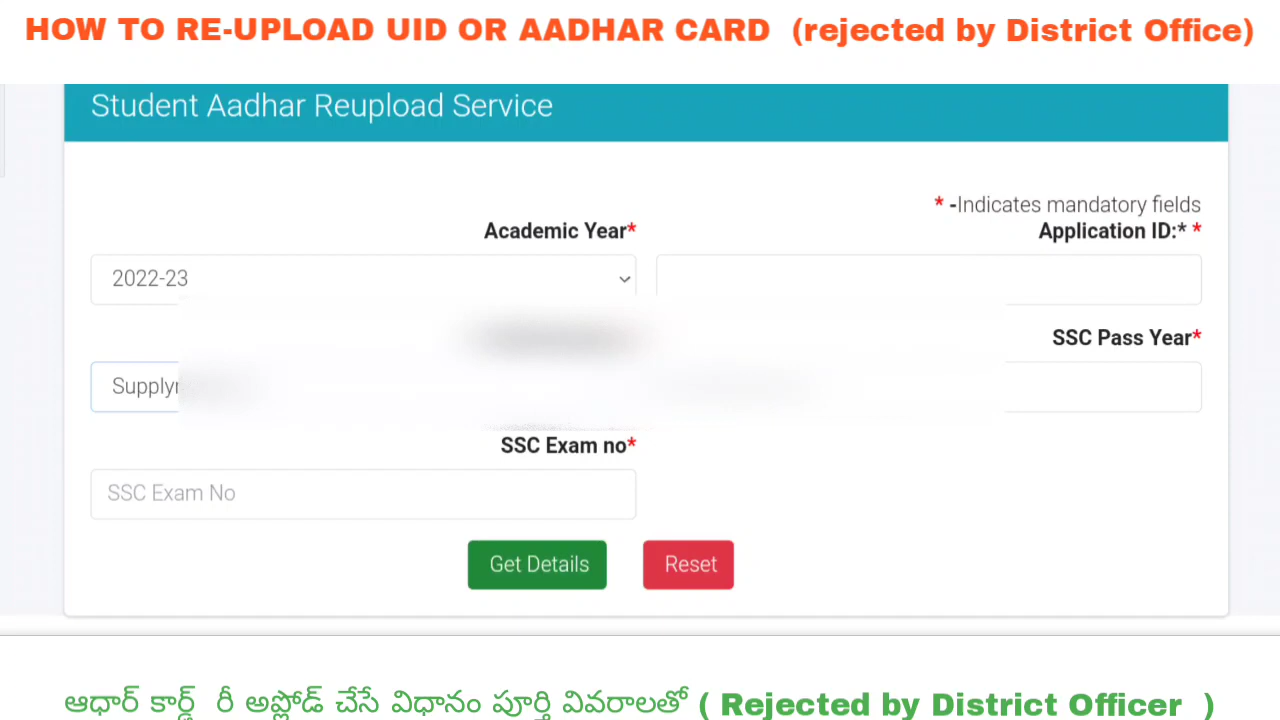 HOW TO RE-UPLOAD UID OR AADHAR CARD (rejected by District Office)
Student Aadhar Reupload Service
* -Indicates mandatory fields
Academic Year* Application ID:* *
2022-23
SSC Pass Year*
SSC Exam no*
SSC Exam No
Get Details Reset
ఆధార్ కార్డ్ రీ అప్లోడ్ చేసే విధానం పూర్తి వివరాలతో ( Rejected by District Officer )